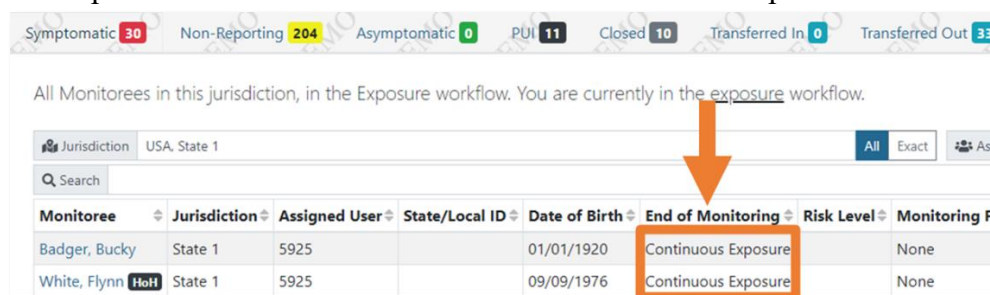 Symptomatic 30 Non-Reporting 204 Asymptomatic 0 PUI 11 Closed 10 Transferred In 0 Transferred Out 33
All Monitorees in this jurisdiction, in the Exposure workflow. You are currently in the exposure workflow.
Jurisdiction USA, State 1 All Exact As
Search
Monitoree Jurisdiction Assigned User State/Local ID Date of Birth End of Monitoring Risk Level Monitoring
Badger, Bucky State 1 5925 01/01/1920 Continuous Exposure None
White, Flynn HoH State 1 5925 09/09/1976 Continuous Exposure None